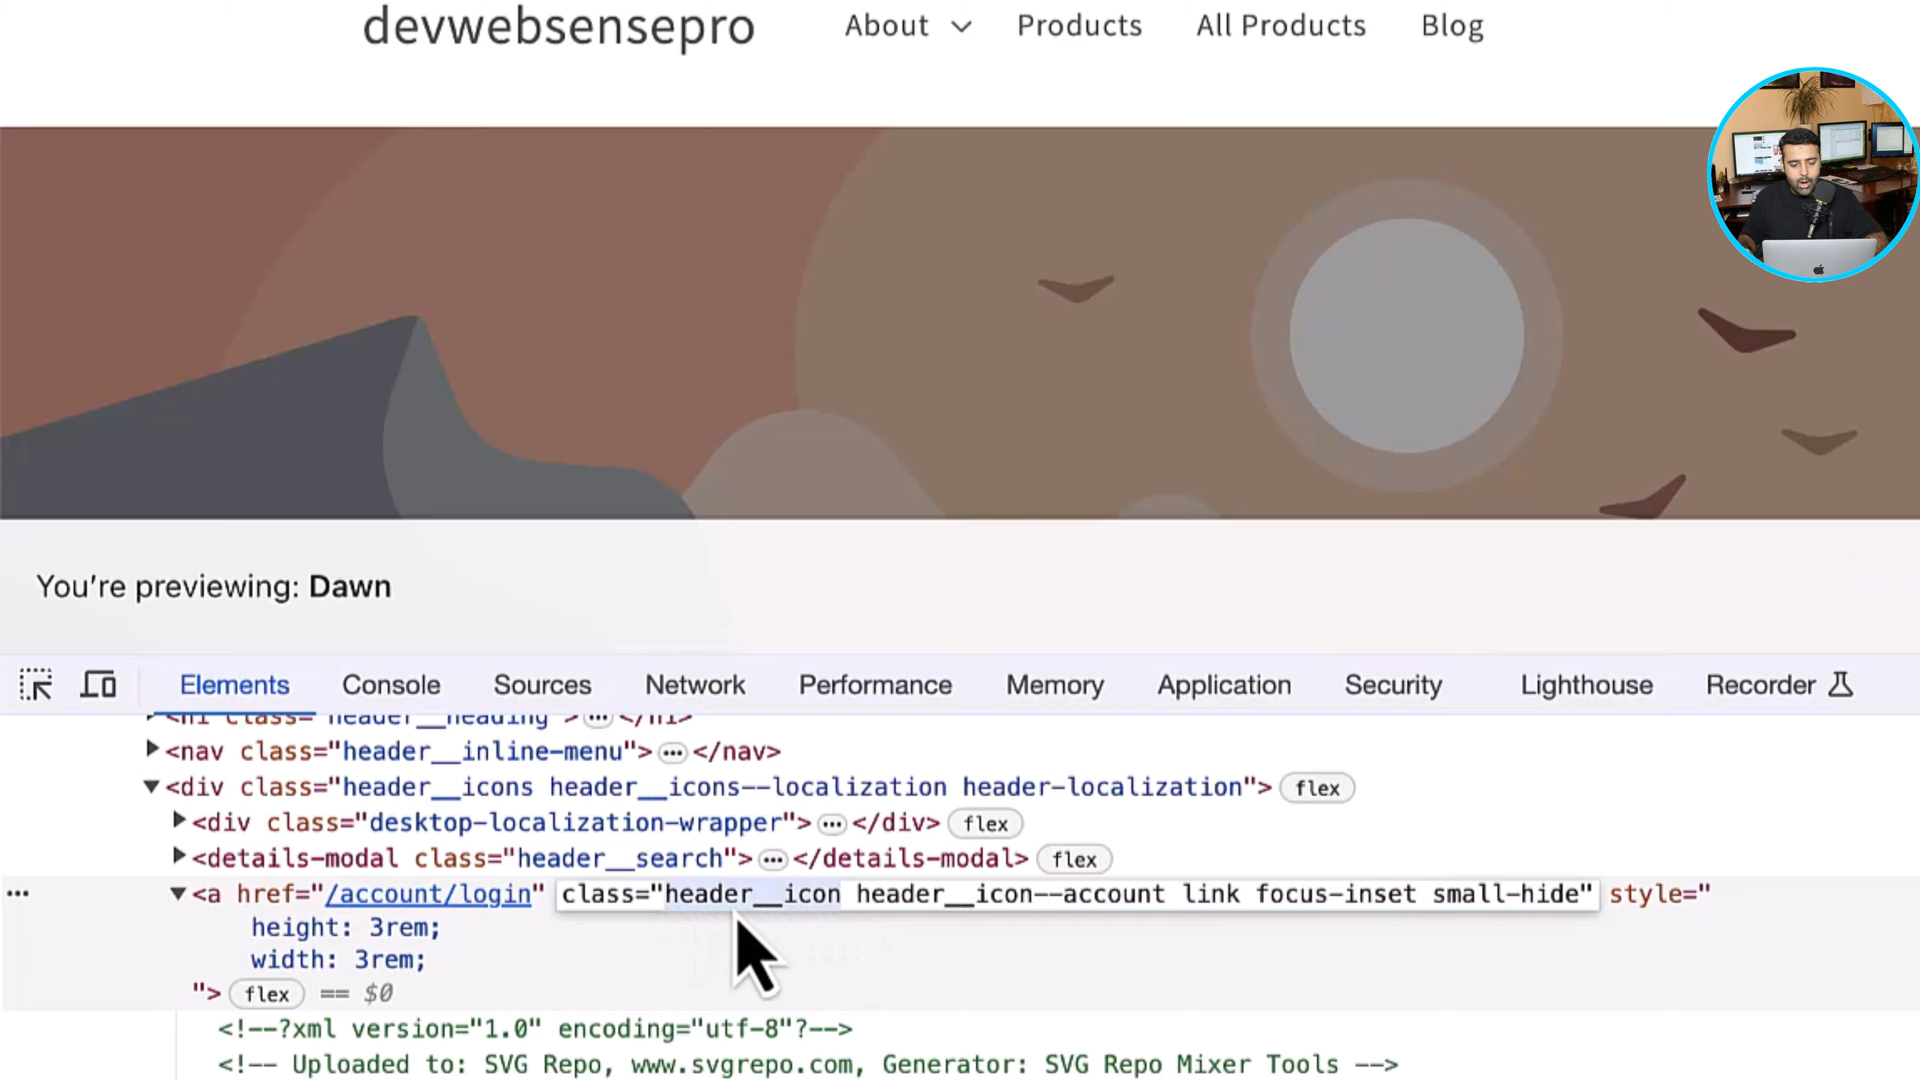 devwebsensepro
About
Products
All Products
Blog
You're previewing: Dawn
Elements
Console
Sources
Network
Performance
Memory
Application
Security
Lighthouse
Recorder
<h1 class="header__heading">…</h1>
<nav class="header__inline-menu">…</nav>
<div class="header__icons header__icons--localization header-localization"> flex
<div class="desktop-localization-wrapper">…</div> flex
<details-modal class="header__search">…</details-modal> flex
… <a href="/account/login" class="header__icon header__icon--account link focus-inset small-hide" style="
height: 3rem;
width: 3rem;
"> flex == $0
<!--?xml version="1.0" encoding="utf-8"?-->
<!-- Uploaded to: SVG Repo, www.svgrepo.com, Generator: SVG Repo Mixer Tools -->